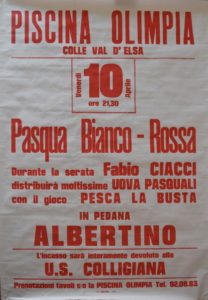 PISCINA OLIMPIA
COLLE VAL D'ELSA
Venerdì 10 Aprile
ore 21,30
Pasqua Bianco - Rossa
Durante la serata Fabio CIACCI
distribuirà moltissime UOVA PASQUALI
con il gioco PESCA LA BUSTA
IN PEDANA
ALBERTINO
L'incasso sarà interamente devoluto alla
U.S. COLLIGIANA
Prenotazioni tavoli c/o la PISCINA OLIMPIA Tel. 92.08.63